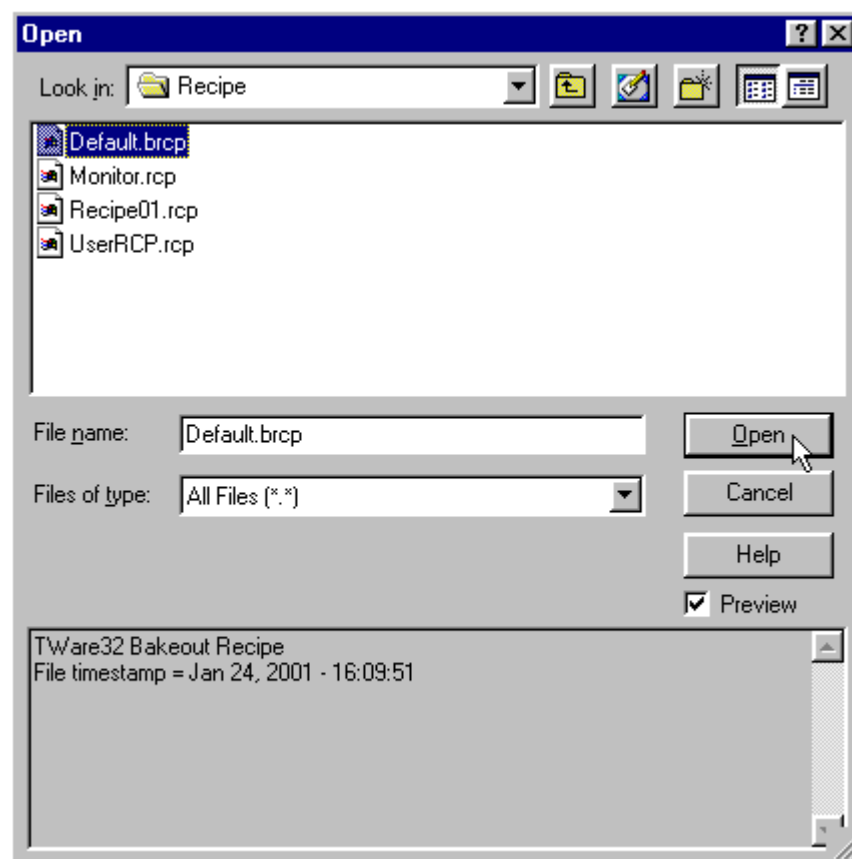 Open
Look in: Recipe
Default.brcp
Monitor.rcp
Recipe01.rcp
UserRCP.rcp
File name: Default.brcp Open
Files of type: All Files (*.*) Cancel
Help
Preview
TWare32 Bakeout Recipe
File timestamp = Jan 24, 2001 - 16:09:51